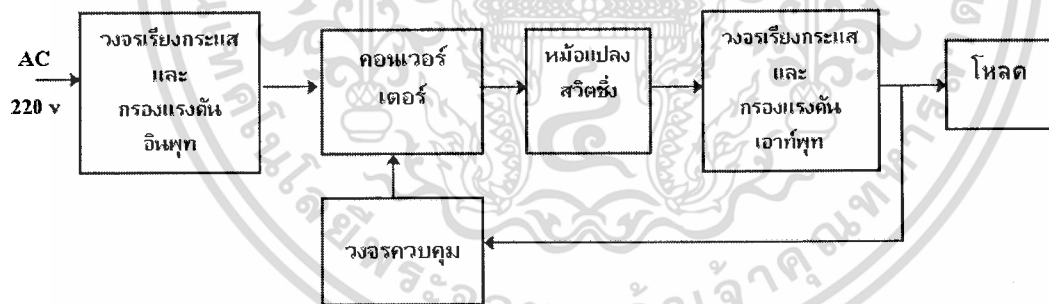 AC
220 v
วงจรเรียงกระแส
และ
กรองแรงดัน
อินพุท
คอนเวอร์
เตอร์
หม้อแปลง
สวิตชิ่ง
วงจรเรียงกระแส
และ
กรองแรงดัน
เอาท์พุท
โหลด
วงจรควบคุม